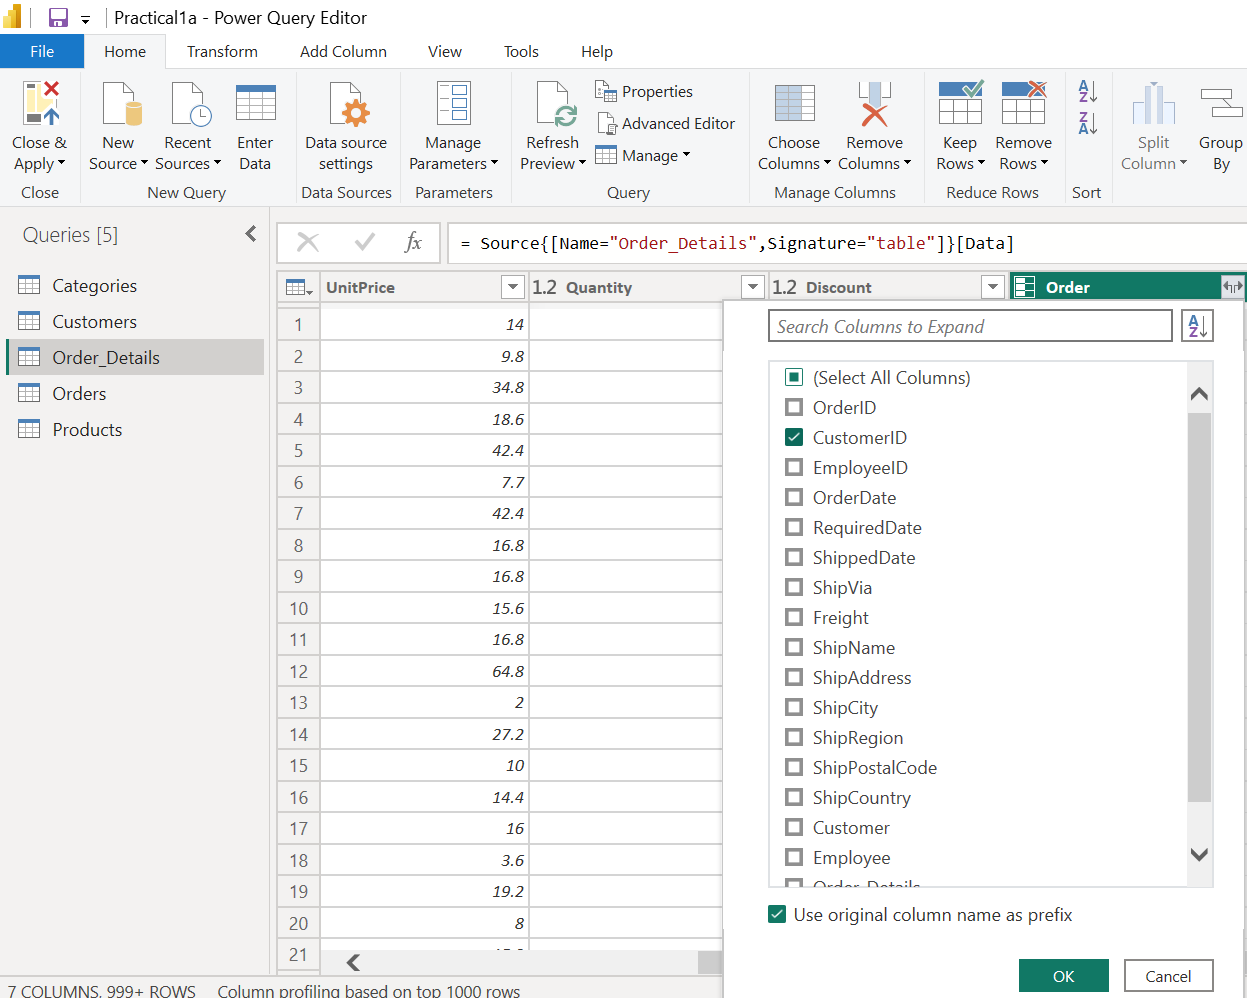 Practical1a - Power Query Editor
File Home Transform Add Column View Tools Help
Close & Apply
New Source
Recent Sources
Enter Data
Data source settings
Manage Parameters
Refresh Preview
Properties
Advanced Editor
Manage
Choose Columns
Remove Columns
Keep Rows
Remove Rows
A Z
Z A
Split Column
Group By
Close New Query Data Sources Parameters Query Manage Columns Reduce Rows Sort
Queries [5]
Categories
Customers
Order_Details
Orders
Products
fx
= Source{[Name="Order_Details",Signature="table"]}[Data]
UnitPrice 1.2 Quantity 1.2 Discount Order
1 14
2 9.8
3 34.8
4 18.6
5 42.4
6 7.7
7 42.4
8 16.8
9 16.8
10 15.6
11 16.8
12 64.8
13 2
14 27.2
15 10
16 14.4
17 16
18 3.6
19 19.2
20 8
21
Search Columns to Expand
A Z
(Select All Columns)
OrderID
CustomerID
EmployeeID
OrderDate
RequiredDate
ShippedDate
ShipVia
Freight
ShipName
ShipAddress
ShipCity
ShipRegion
ShipPostalCode
ShipCountry
Customer
Employee
Order_Details
Use original column name as prefix
OK Cancel
7 COLUMNS, 999+ ROWS Column profiling based on top 1000 rows